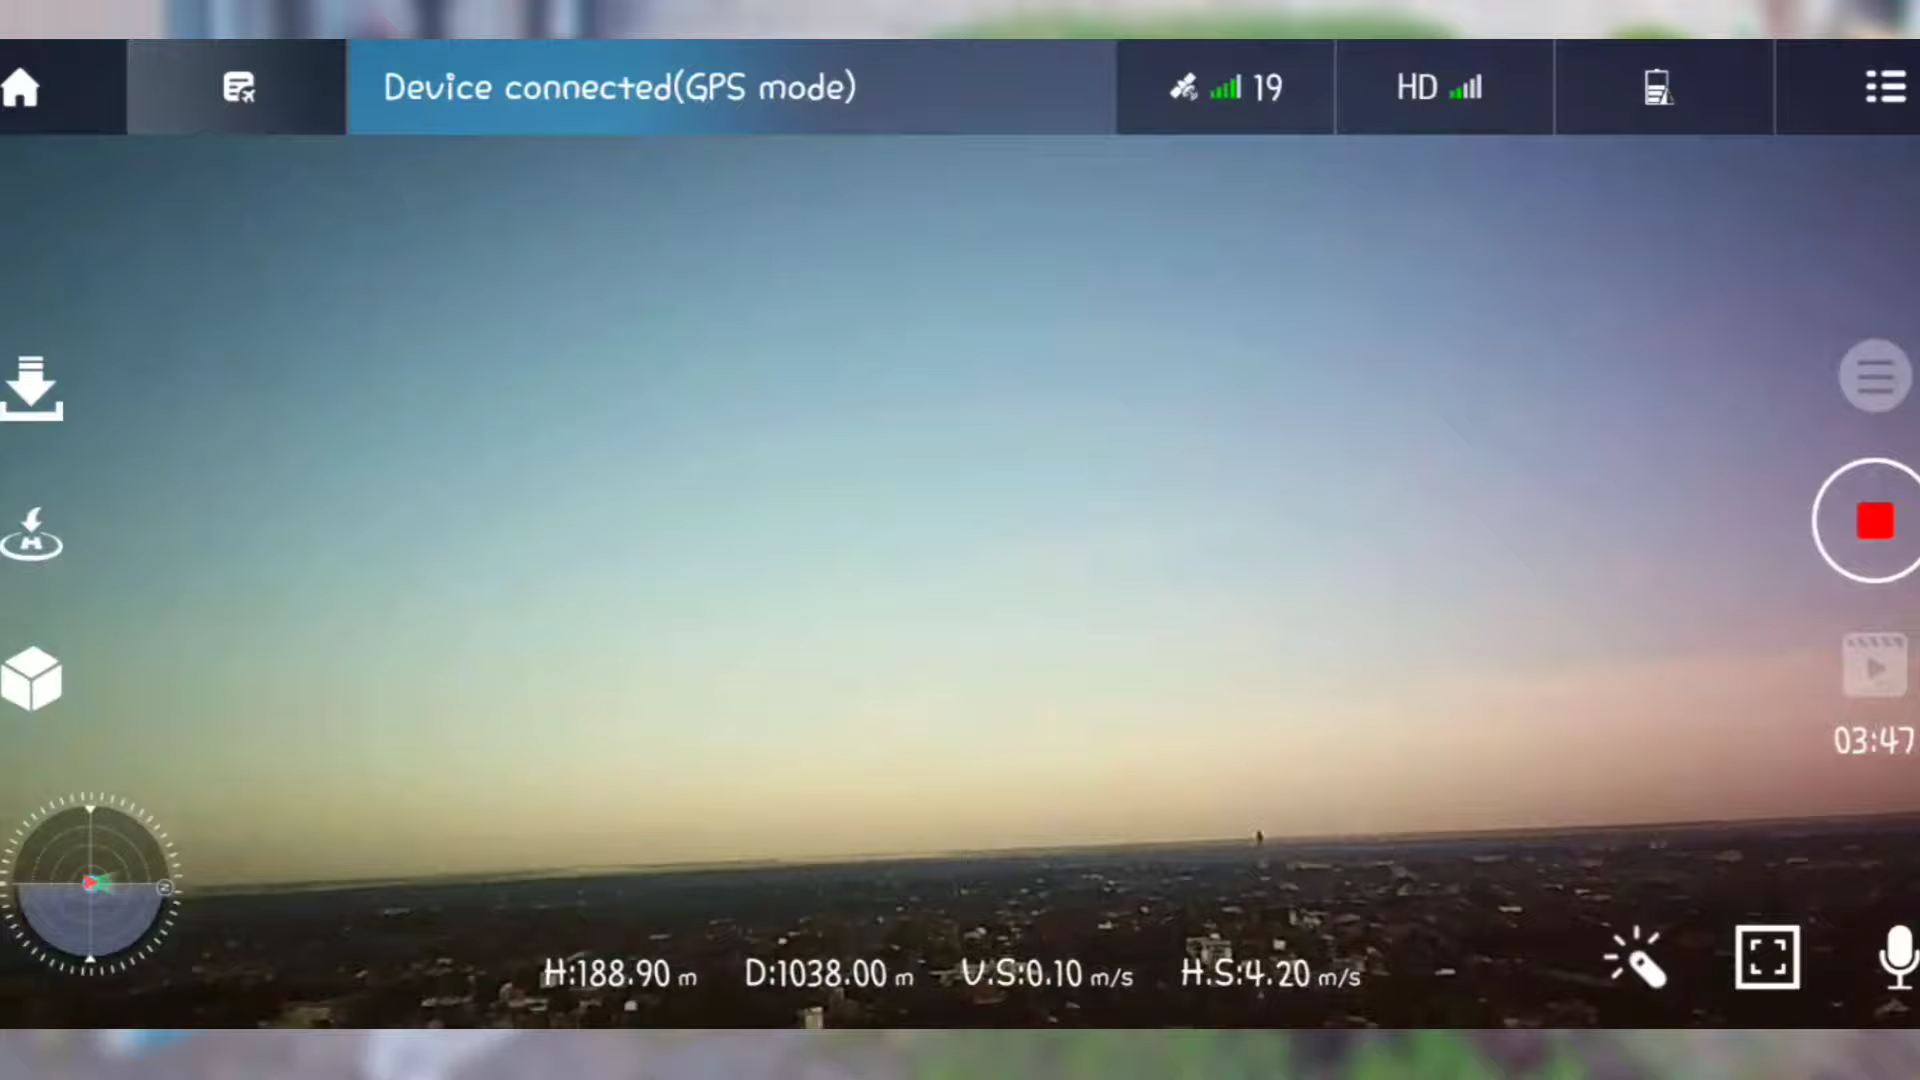 Device connected(GPS mode)
19
HD
03:47
H:188.90 m D:1038.00 m V.S:0.10 m/s H.S:4.20 m/s